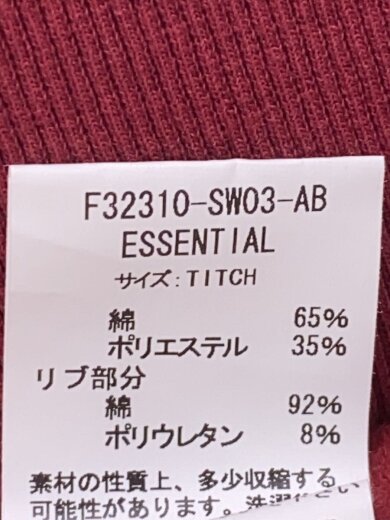 F32310-SW03-AB
ESSENTIAL
サイズ:TITCH
綿 65%
ポリエステル 35%
リブ部分
綿 92%
ポリウレタン 8%
素材の性質上、多少収縮する
可能性があります。洗濯